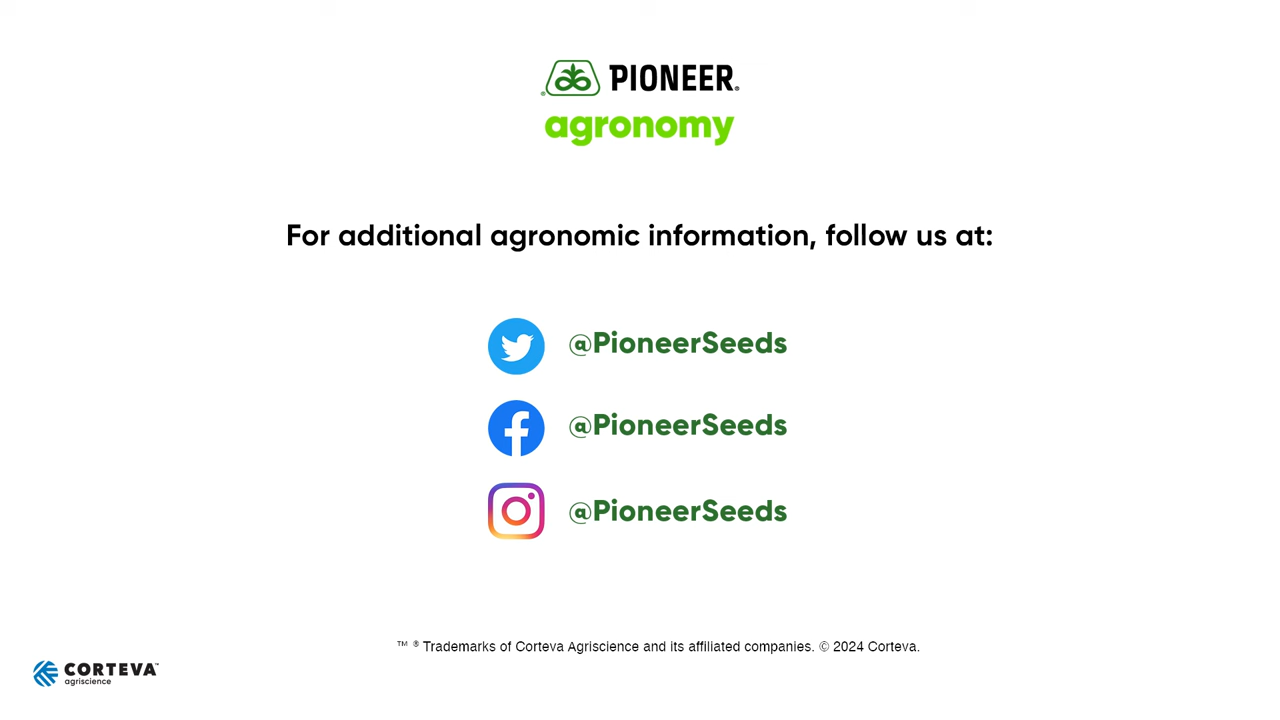 PIONEER®
®
agronomy
For additional agronomic information, follow us at:
@PioneerSeeds
@PioneerSeeds
@PioneerSeeds
™ ® Trademarks of Corteva Agriscience and its affiliated companies. © 2024 Corteva.
CORTEVA™
agriscience